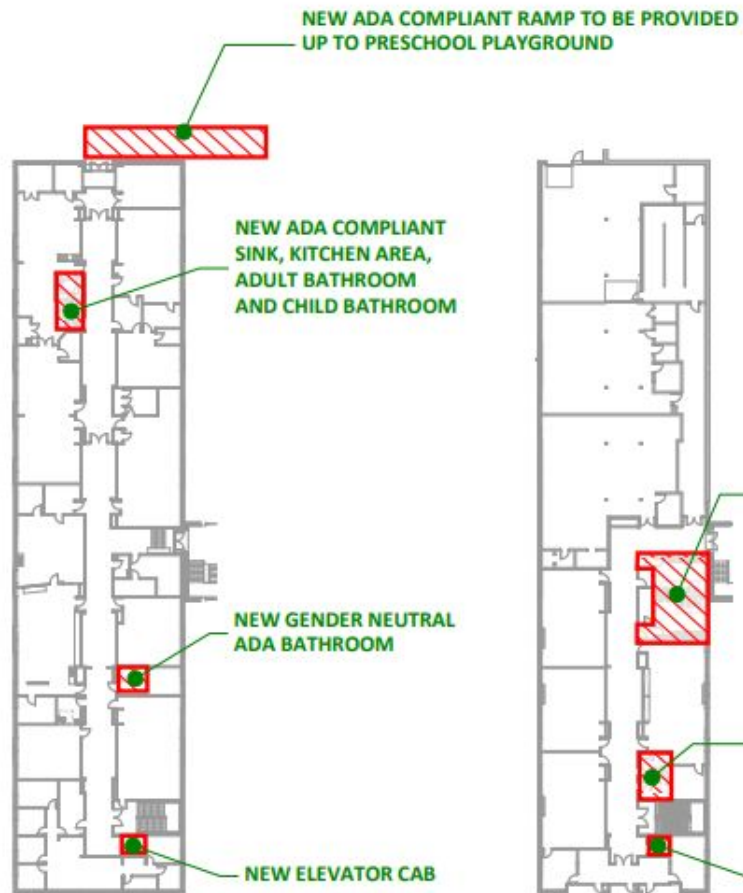 NEW ADA COMPLIANT RAMP TO BE PROVIDED
UP TO PRESCHOOL PLAYGROUND
NEW ADA COMPLIANT
SINK, KITCHEN AREA,
ADULT BATHROOM
AND CHILD BATHROOM
NEW GENDER NEUTRAL
ADA BATHROOM
NEW ELEVATOR CAB